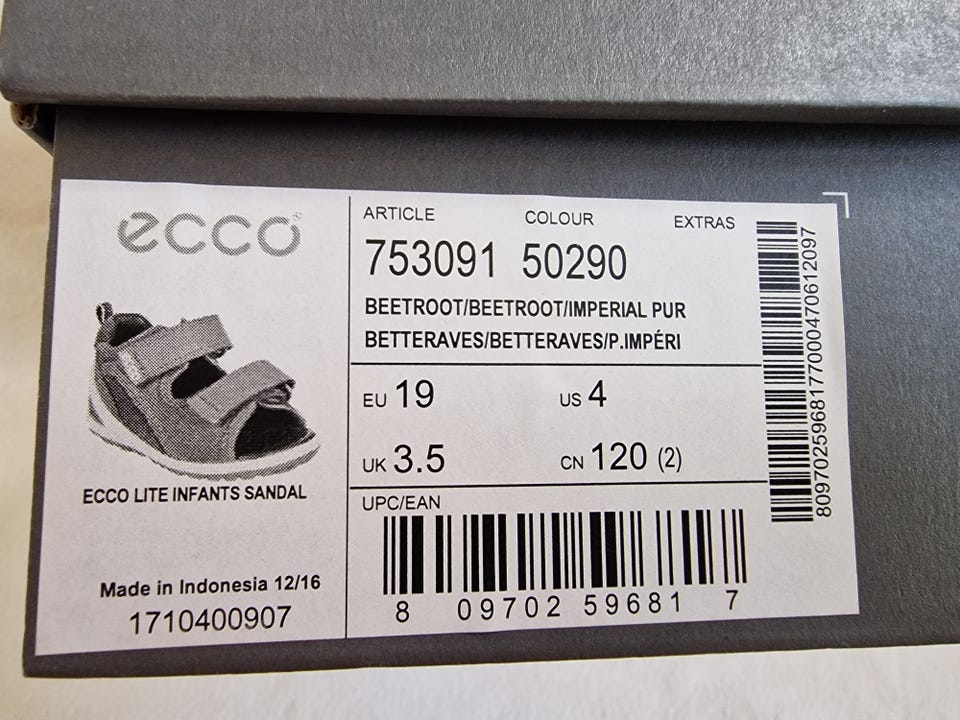 ecco®
ECCO LITE INFANTS SANDAL
Made in Indonesia 12/16
1710400907
ARTICLE COLOUR EXTRAS
753091 50290
BEETROOT/BEETROOT/IMPERIAL PUR
BETTERAVES/BETTERAVES/P.IMPÉRI
EU 19 US 4
UK 3.5 CN 120 (2)
UPC/EAN
8 09702 59681 7
809702596817700047061209​7